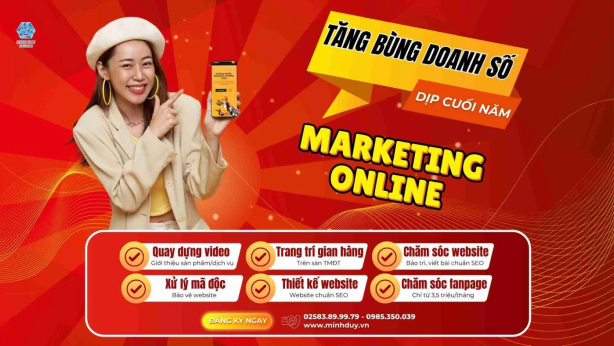 TĂNG BÙNG DOANH SỐ
DỊP CUỐI NĂM
MARKETING
ONLINE
Quay dựng video
Giới thiệu sản phẩm/dịch vụ
Trang trí gian hàng
Trên sàn TMĐT
Chăm sóc website
Bảo trì, viết bài chuẩn SEO
Xử lý mã độc
Bảo vệ website
Thiết kế website
Website chuẩn SEO
Chăm sóc fanpage
Chỉ từ 3,5 triệu/tháng
ĐĂNG KÝ NGAY
02583.89.99.79 - 0985.350.039
www.minhduy.vn